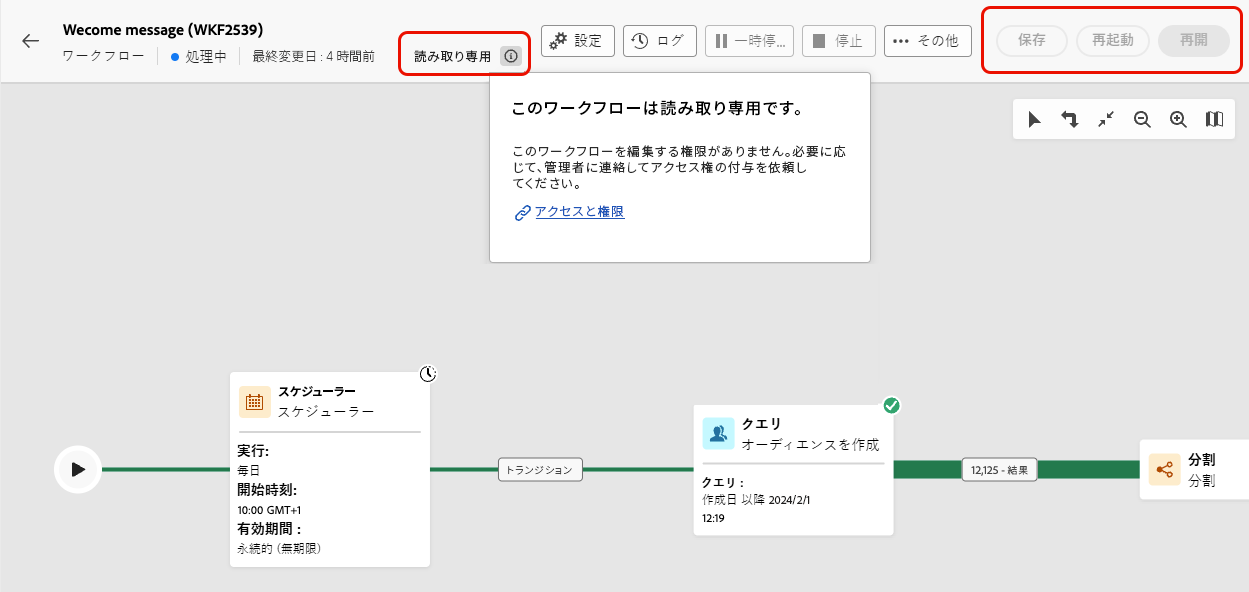 Wecome message (WKF2539)
ワークフロー 処理中 最終変更日 : 4 時間前
読み取り専用
設定
ログ
一時停...
停止
その他
保存
再起動
再開
このワークフローは読み取り専用です。
このワークフローを編集する権限がありません。必要に応
じて、管理者に連絡してアクセス権の付与を依頼し
てください。
アクセスと権限
スケジューラー
スケジューラー
実行:
毎日
開始時刻:
10:00 GMT+1
有効期間 :
永続的 (無期限)
トランジション
クエリ
オーディエンスを作成
クエリ :
作成日 以降 2024/2/1
12:19
12,125 - 結果
分割
分割